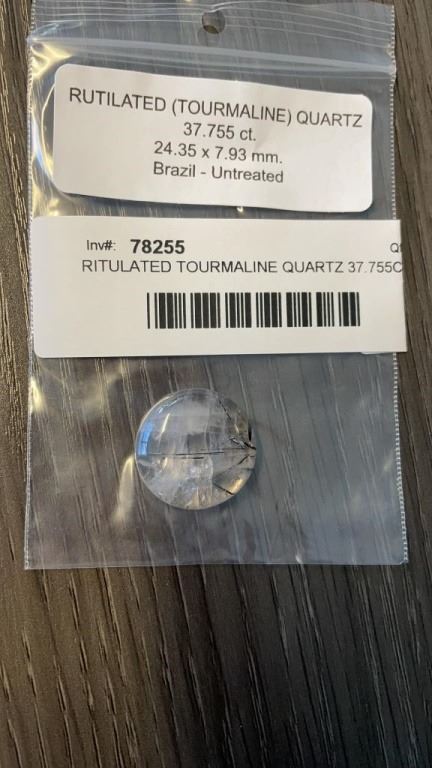 RUTILATED (TOURMALINE) QUARTZ
37.755 ct.
24.35 x 7.93 mm.
Brazil - Untreated
Inv#: 78255
RITULATED TOURMALINE QUARTZ 37.755C